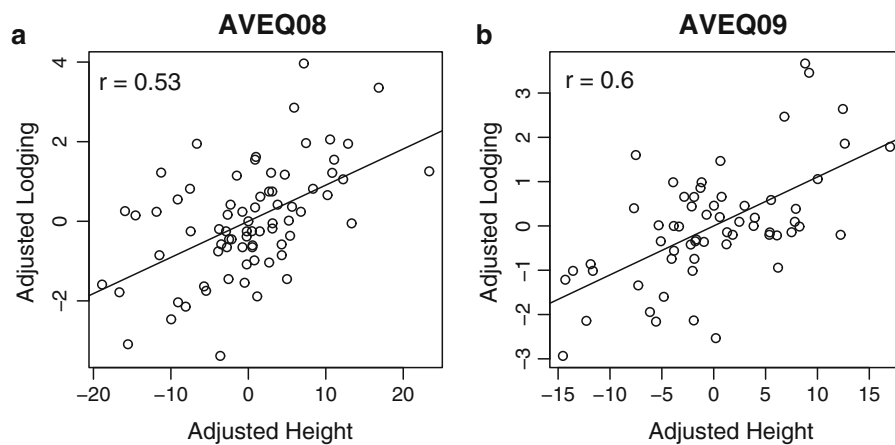 a
AVEQ08
r = 0.53
Adjusted Lodging
4
2
0
−2
−20
−10
0
10
20
Adjusted Height
b
AVEQ09
r = 0.6
Adjusted Lodging
3
2
1
0
−1
−2
−3
−15
−10
−5
0
5
10
15
Adjusted Height